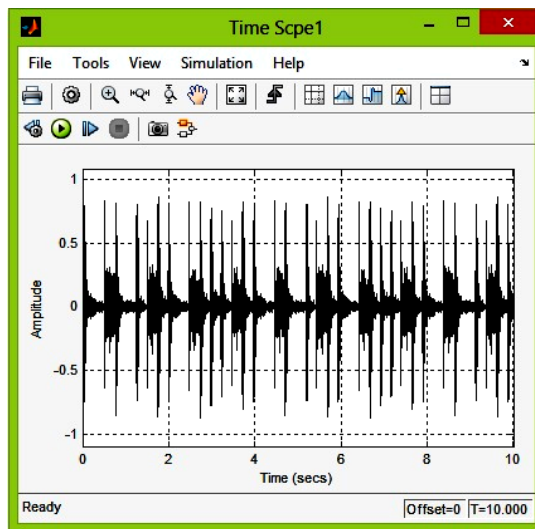 Time Scpe1
File Tools View Simulation Help
1
0.5
0
-0.5
-1
Amplitude
0 2 4 6 8 10
Time (secs)
Ready Offset=0 T=10.000